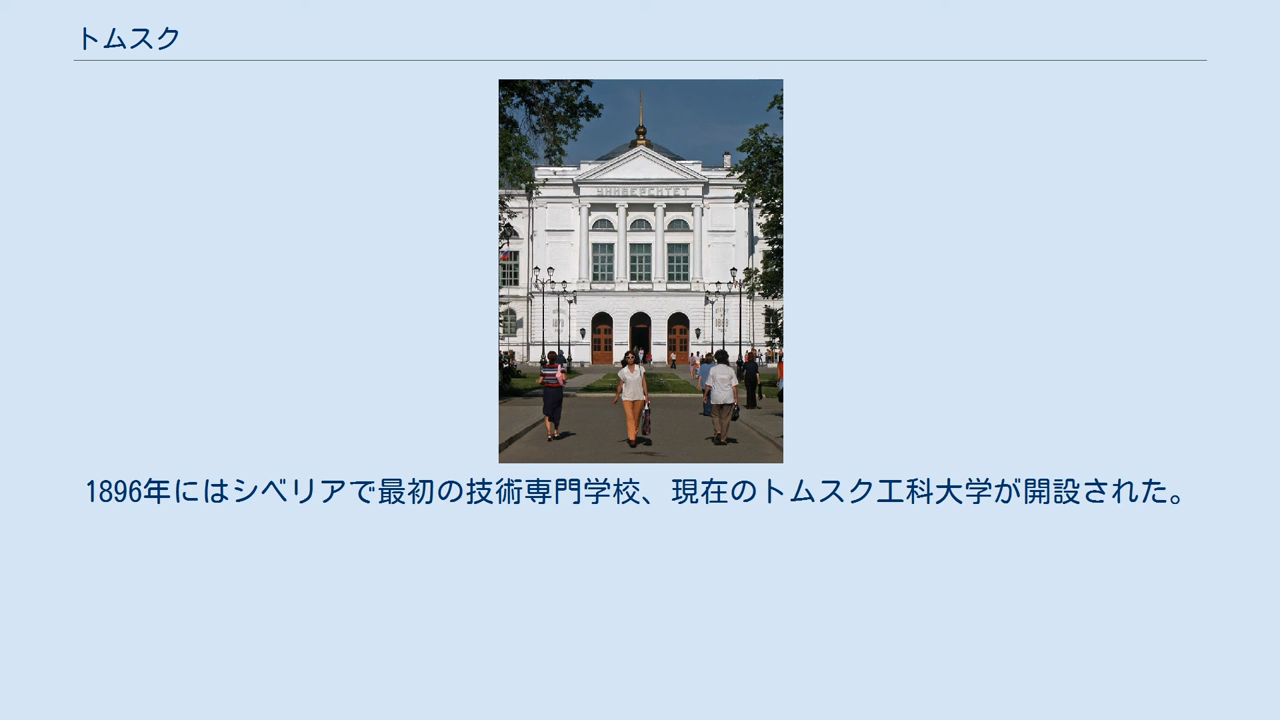 トムスク
УНИВЕРСИТЕТ
1896年にはシベリアで最初の技術専門学校、現在のトムスク工科大学が開設された。